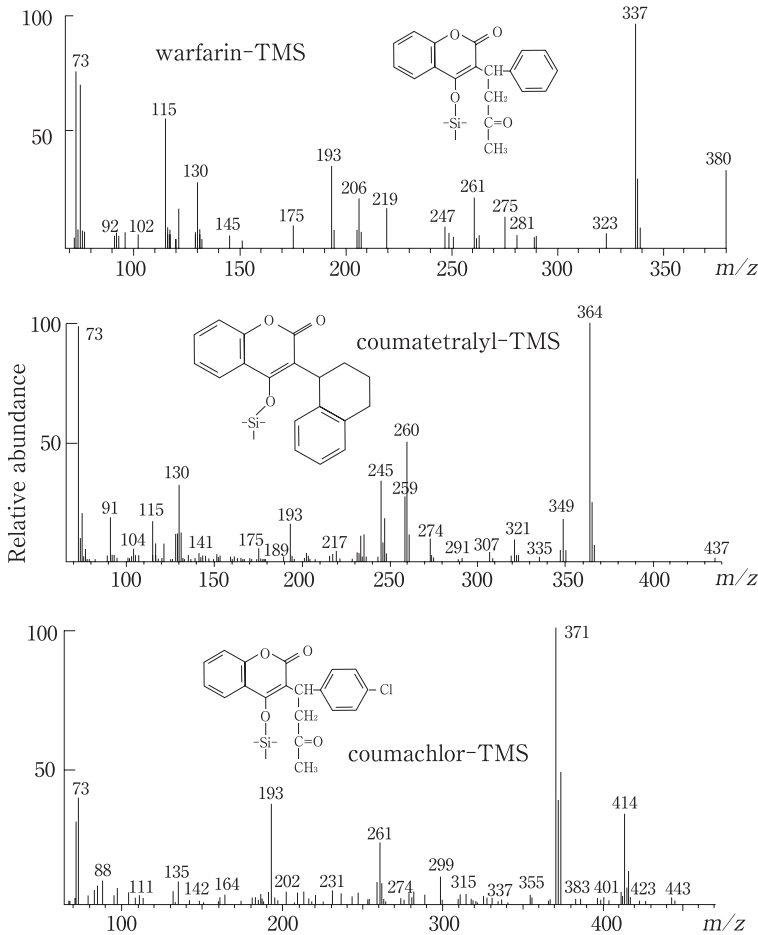 100
50
warfarin-TMS
73
92
102
115
130
145
175
193
206
219
247
261
275
281
323
337
380
O
O
CH
O
CH₂
-Si-
C=O
CH₃
100
150
200
250
300
350
m/z
Relative abundance
100
50
coumatetralyl-TMS
O
O
O
-Si-
73
91
104
115
130
141
175
189
193
217
245
259
260
274
291
307
321
335
349
364
437
100
150
200
250
300
350
400
m/z
100
50
coumachlor-TMS
O
O
CH
Cl
O
CH₂
-Si-
C=O
CH₃
73
88
111
135
142
164
193
202
231
261
274
299
315
337
355
371
383
401
414
423
443
100
200
300
400
m/z